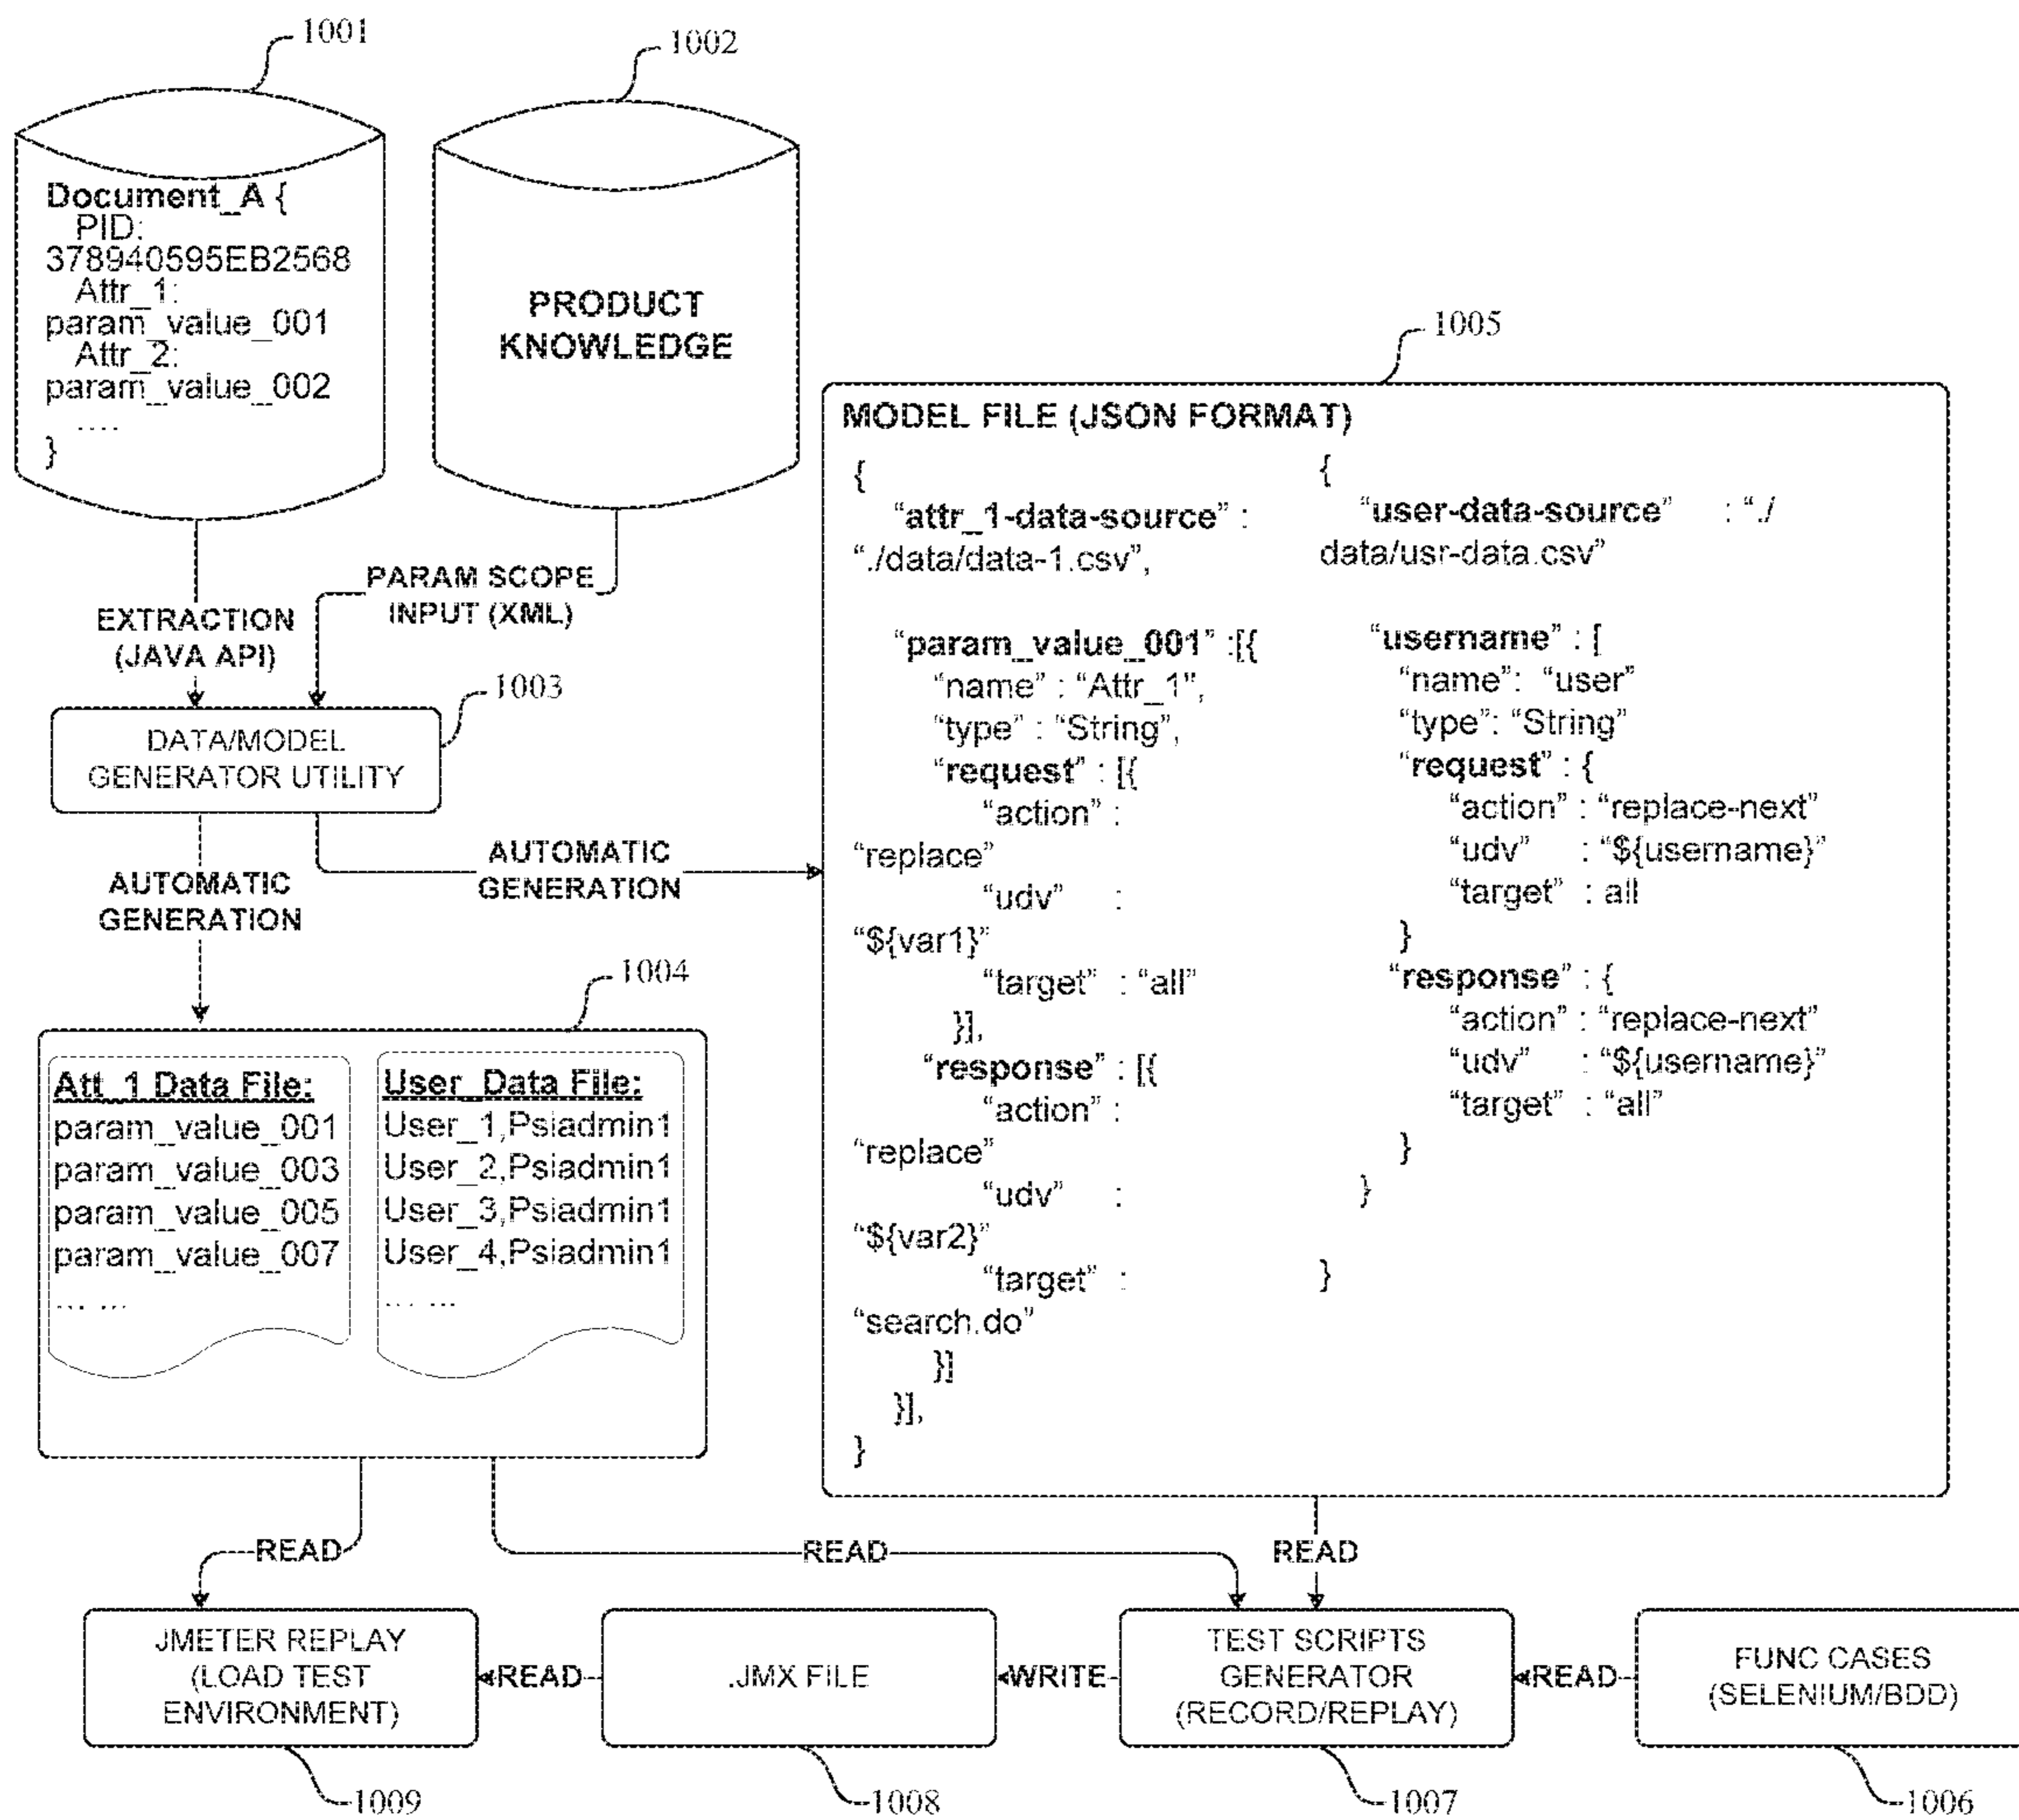 1001
1002
Document_A {
PID:
378940595EB2568
Attr_1:
param_value_001
Attr_2:
param_value_002
....
}
PRODUCT
KNOWLEDGE
EXTRACTION
(JAVA API)
PARAM SCOPE
INPUT (XML)
1003
DATA/MODEL
GENERATOR UTILITY
AUTOMATIC
GENERATION
AUTOMATIC
GENERATION
1004
Att_1 Data File:
param_value_001
param_value_003
param_value_005
param_value_007
... ...
User_Data File:
User_1,Psiadmin1
User_2,Psiadmin1
User_3,Psiadmin1
User_4,Psiadmin1
... ...
1005
MODEL FILE (JSON FORMAT)
{
“attr_1-data-source” :
“./data/data-1.csv”,
“param_value_001” :[{
“name” : “Attr_1”,
“type” : “String”,
“request” : [{
“action” :
“replace”
“udv” :
“${var1}”
“target” : “all”
}],
“response” : [{
“action” :
“replace”
“udv” :
“${var2}”
“target” :
“search.do”
}]
}],
}
{
“user-data-source” : “./
data/usr-data.csv”
“username” : [
“name”: “user”
“type”: “String”
“request” : {
“action” : “replace-next”
“udv” : “${username}”
“target” : all
}
“response” : {
“action” : “replace-next”
“udv” : “${username}”
“target” : “all”
}
}
}
READ
READ
READ
JMETER REPLAY
(LOAD TEST
ENVIRONMENT)
READ
.JMX FILE
WRITE
TEST SCRIPTS
GENERATOR
(RECORD/REPLAY)
READ
FUNC CASES
(SELENIUM/BDD)
1009
1008
1007
1006